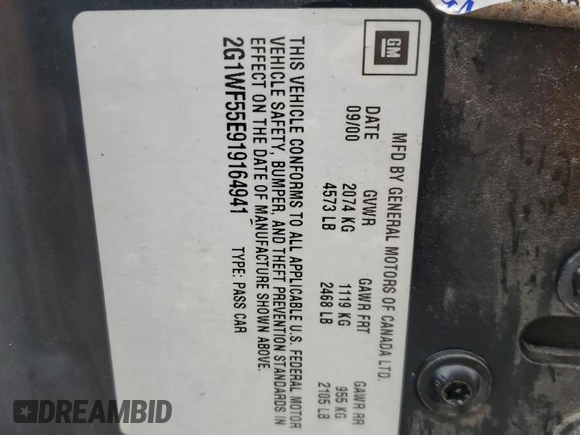 GM
MFD BY GENERAL MOTORS OF CANADA LTD.
DATE GVWR GAWR FRT GAWR RR
09/00 2074 KG 1119 KG 955 KG
4573 LB 2468 LB 2105 LB
THIS VEHICLE CONFORMS TO ALL APPLICABLE U.S. FEDERAL MOTOR
VEHICLE SAFETY, BUMPER, AND THEFT PREVENTION STANDARDS IN
EFFECT ON THE DATE OF MANUFACTURE SHOWN ABOVE.
2G1WF55E919164941 TYPE: PASS CAR
DREAMBID